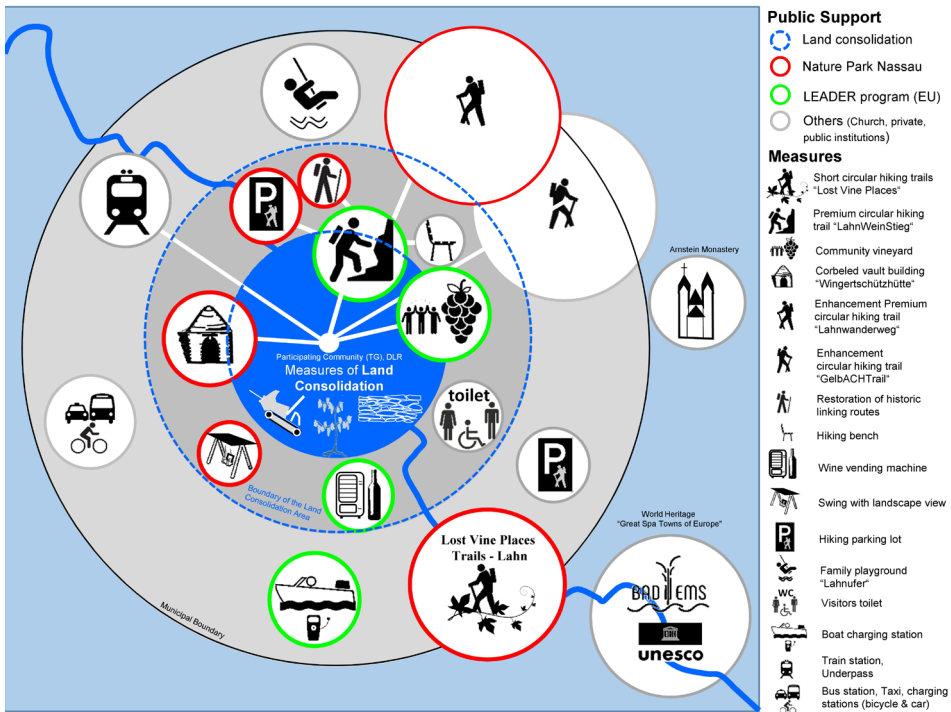 Public Support
Land consolidation
Nature Park Nassau
LEADER program (EU)
Others (Church, private,
public institutions)
Measures
Short circular hiking trails
"Lost Vine Places"
Premium circular hiking
trail "LahnWeinStieg"
Community vineyard
Corbeled vault building
"Wingertschützhütte"
Enhancement Premium
circular hiking trail
"Lahnwanderweg"
Enhancement
circular hiking trail
"GelbACHTrail"
Restoration of historic
linking routes
Hiking bench
Wine vending machine
Swing with landscape view
P
Hiking parking lot
Family playground
"Lahnufer"
WC
Visitors toilet
Boat charging station
Train station,
Underpass
Bus station, Taxi, charging
stations (bicycle & car)
P
Arnstein Monastery
Participating Community (TG), DLR
Measures of Land
Consolidation
toilet
P
Boundary of the Land
Consolidation Area
Municipal Boundary
Lost Vine Places
Trails - Lahn
World Heritage
"Great Spa Towns of Europe"
BAD EMS
unesco